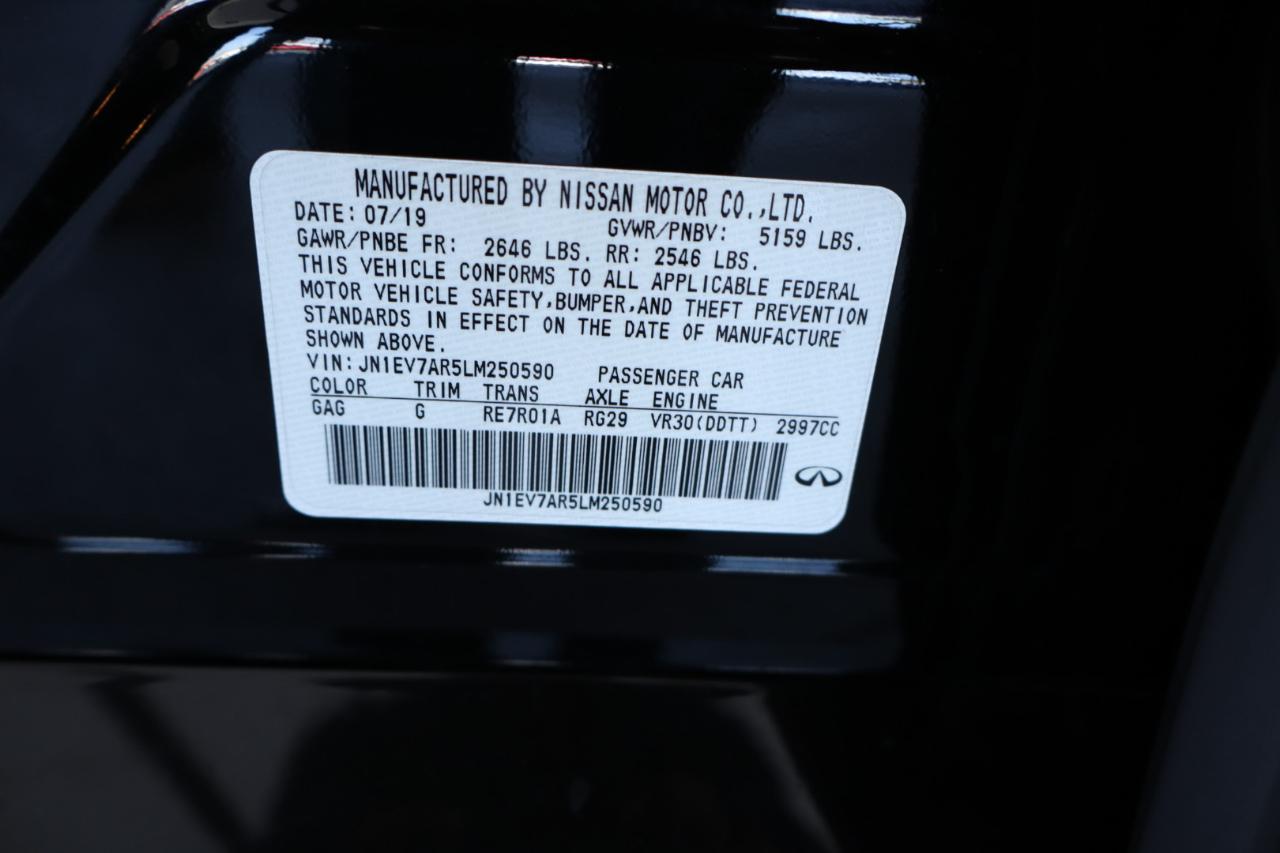 MANUFACTURED BY NISSAN MOTOR CO.,LTD.
DATE: 07/19 GVWR/PNBV: 5159 LBS.
GAWR/PNBE FR: 2646 LBS. RR: 2546 LBS.
THIS VEHICLE CONFORMS TO ALL APPLICABLE FEDERAL
MOTOR VEHICLE SAFETY,BUMPER,AND THEFT PREVENTION
STANDARDS IN EFFECT ON THE DATE OF MANUFACTURE
SHOWN ABOVE.
VIN:JN1EV7AR5LM250590 PASSENGER CAR
COLOR TRIM TRANS AXLE ENGINE
GAG G RE7R01A RG29 VR30(DDTT) 2997CC
JN1EV7AR5LM250590